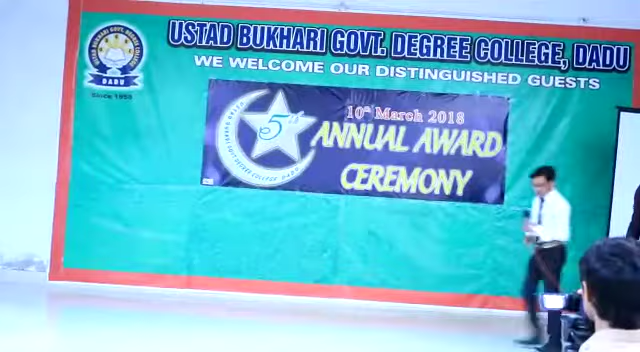 USTAD BUKHARI GOVT. DEGREE COLLEGE, DADU
WE WELCOME OUR DISTINGUISHED GUESTS
DADU
Since 1953
5th
10th March 2018
ANNUAL AWARD
CEREMONY